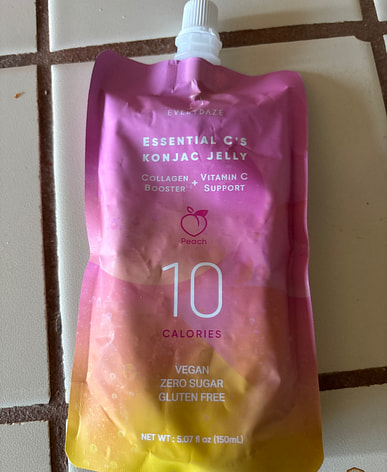 EVERYDAZE
ESSENTIAL C'S
KONJAC JELLY
COLLAGEN BOOSTER + VITAMIN C SUPPORT
Peach
10
CALORIES
VEGAN
ZERO SUGAR
GLUTEN FREE
NET WT: 5.07 fl oz (150mL)